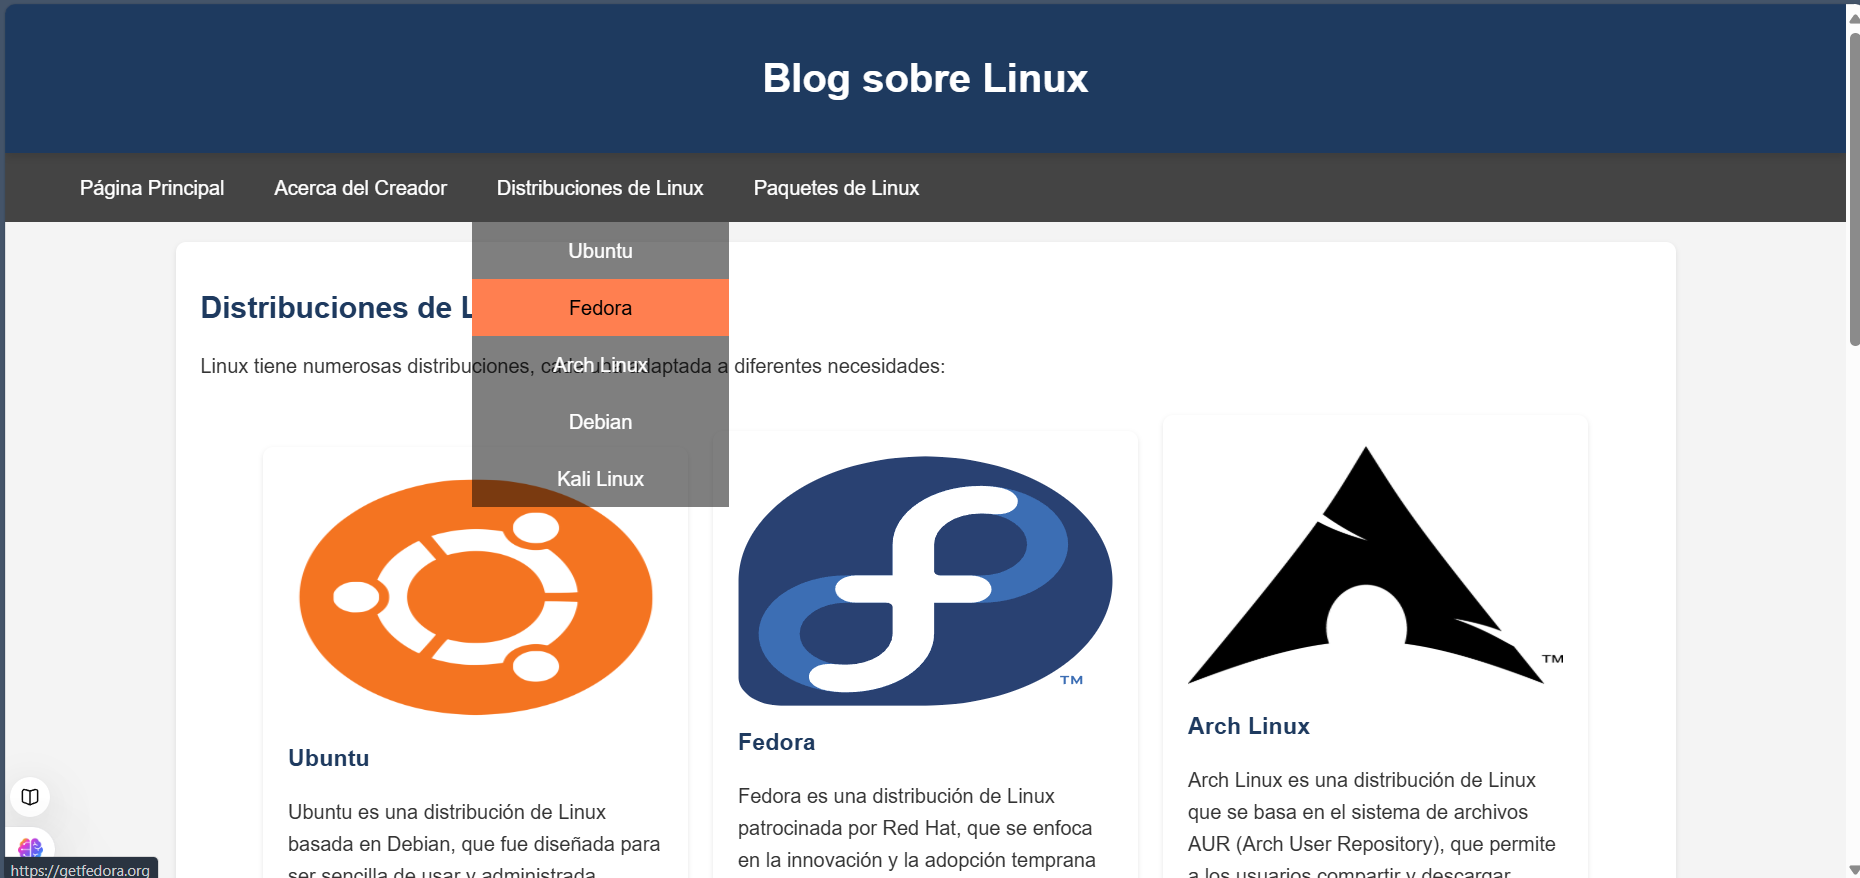 Blog sobre Linux
Página Principal Acerca del Creador Distribuciones de Linux Paquetes de Linux
Ubuntu
Fedora
Arch Linux
Debian
Kali Linux
Distribuciones de L
Linux tiene numerosas distribuciones, cada una adaptada a diferentes necesidades:
TM
TM
Ubuntu
Ubuntu es una distribución de Linux
basada en Debian, que fue diseñada para
ser sencilla de usar y administrada
Fedora
Fedora es una distribución de Linux
patrocinada por Red Hat, que se enfoca
en la innovación y la adopción temprana
Arch Linux
Arch Linux es una distribución de Linux
que se basa en el sistema de archivos
AUR (Arch User Repository), que permite
a los usuarios compartir y descargar
https://getfedora.org